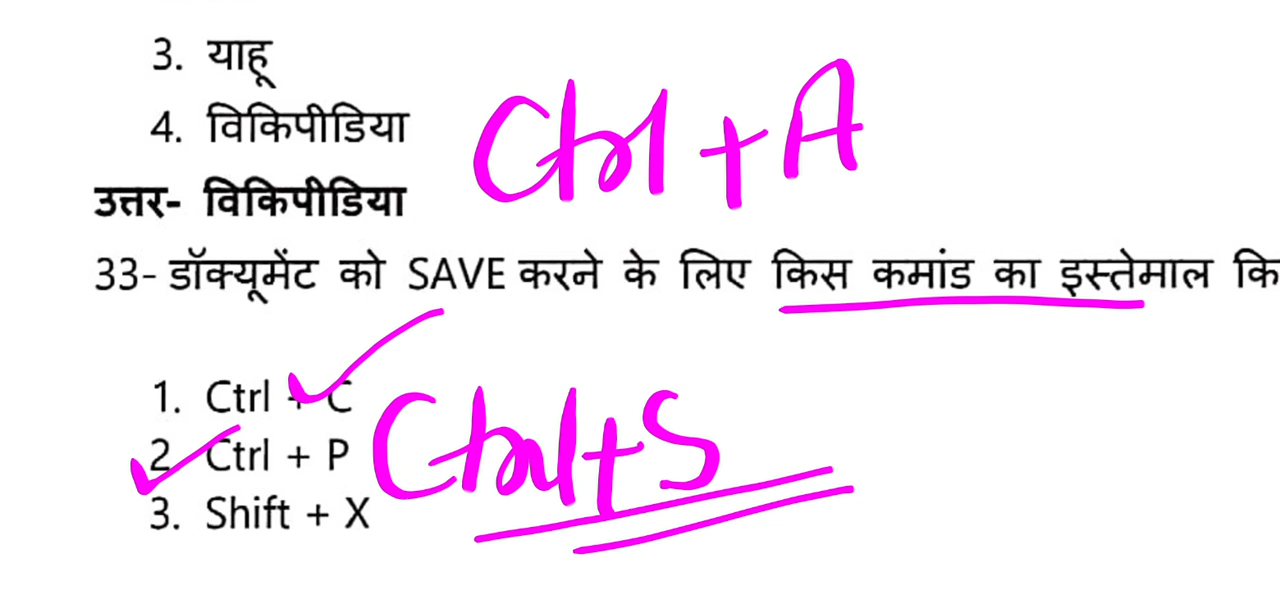 3. याहू
4. विकिपीडिया
Ctrl + A
उत्तर- विकिपीडिया
33- डॉक्यूमेंट को SAVE करने के लिए किस कमांड का इस्तेमाल कि
1. Ctrl + C
2 Ctrl + P
Ctrl+S
3. Shift + X